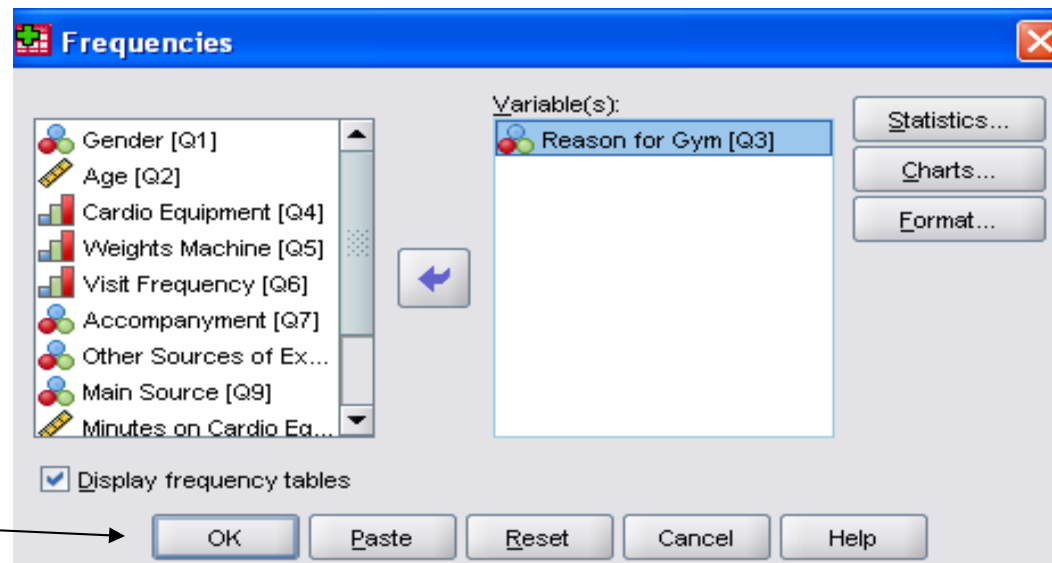 Frequencies
Variable(s):
Gender [Q1]
Age [Q2]
Cardio Equipment [Q4]
Weights Machine [Q5]
Visit Frequency [Q6]
Accompanyment [Q7]
Other Sources of Ex...
Main Source [Q9]
Minutes on Cardio Eq...
Reason for Gym [Q3]
Statistics...
Charts...
Format...
Display frequency tables
OK Paste Reset Cancel Help